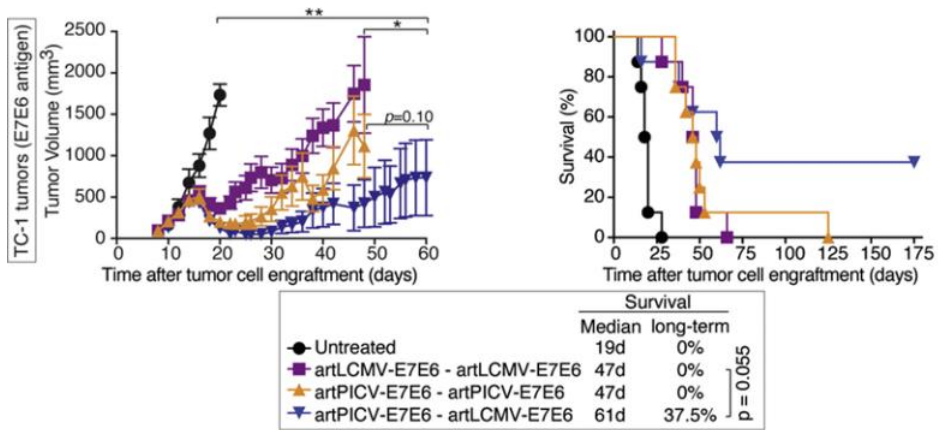 TC-1 tumors (E7E6 antigen)
Tumor Volume (mm³)
2500
2000
1500
1000
500
0
**
*
p=0.10
0 10 20 30 40 50 60
Time after tumor cell engraftment (days)
Survival (%)
100
80
60
40
20
0
0 25 50 75 100 125 150 175
Time after tumor cell engraftment (days)
Survival
Median long-term
Untreated 19d 0%
artLCMV-E7E6 - artLCMV-E7E6 47d 0%
artPICV-E7E6 - artPICV-E7E6 47d 0%
artPICV-E7E6 - artLCMV-E7E6 61d 37.5%
p = 0.055